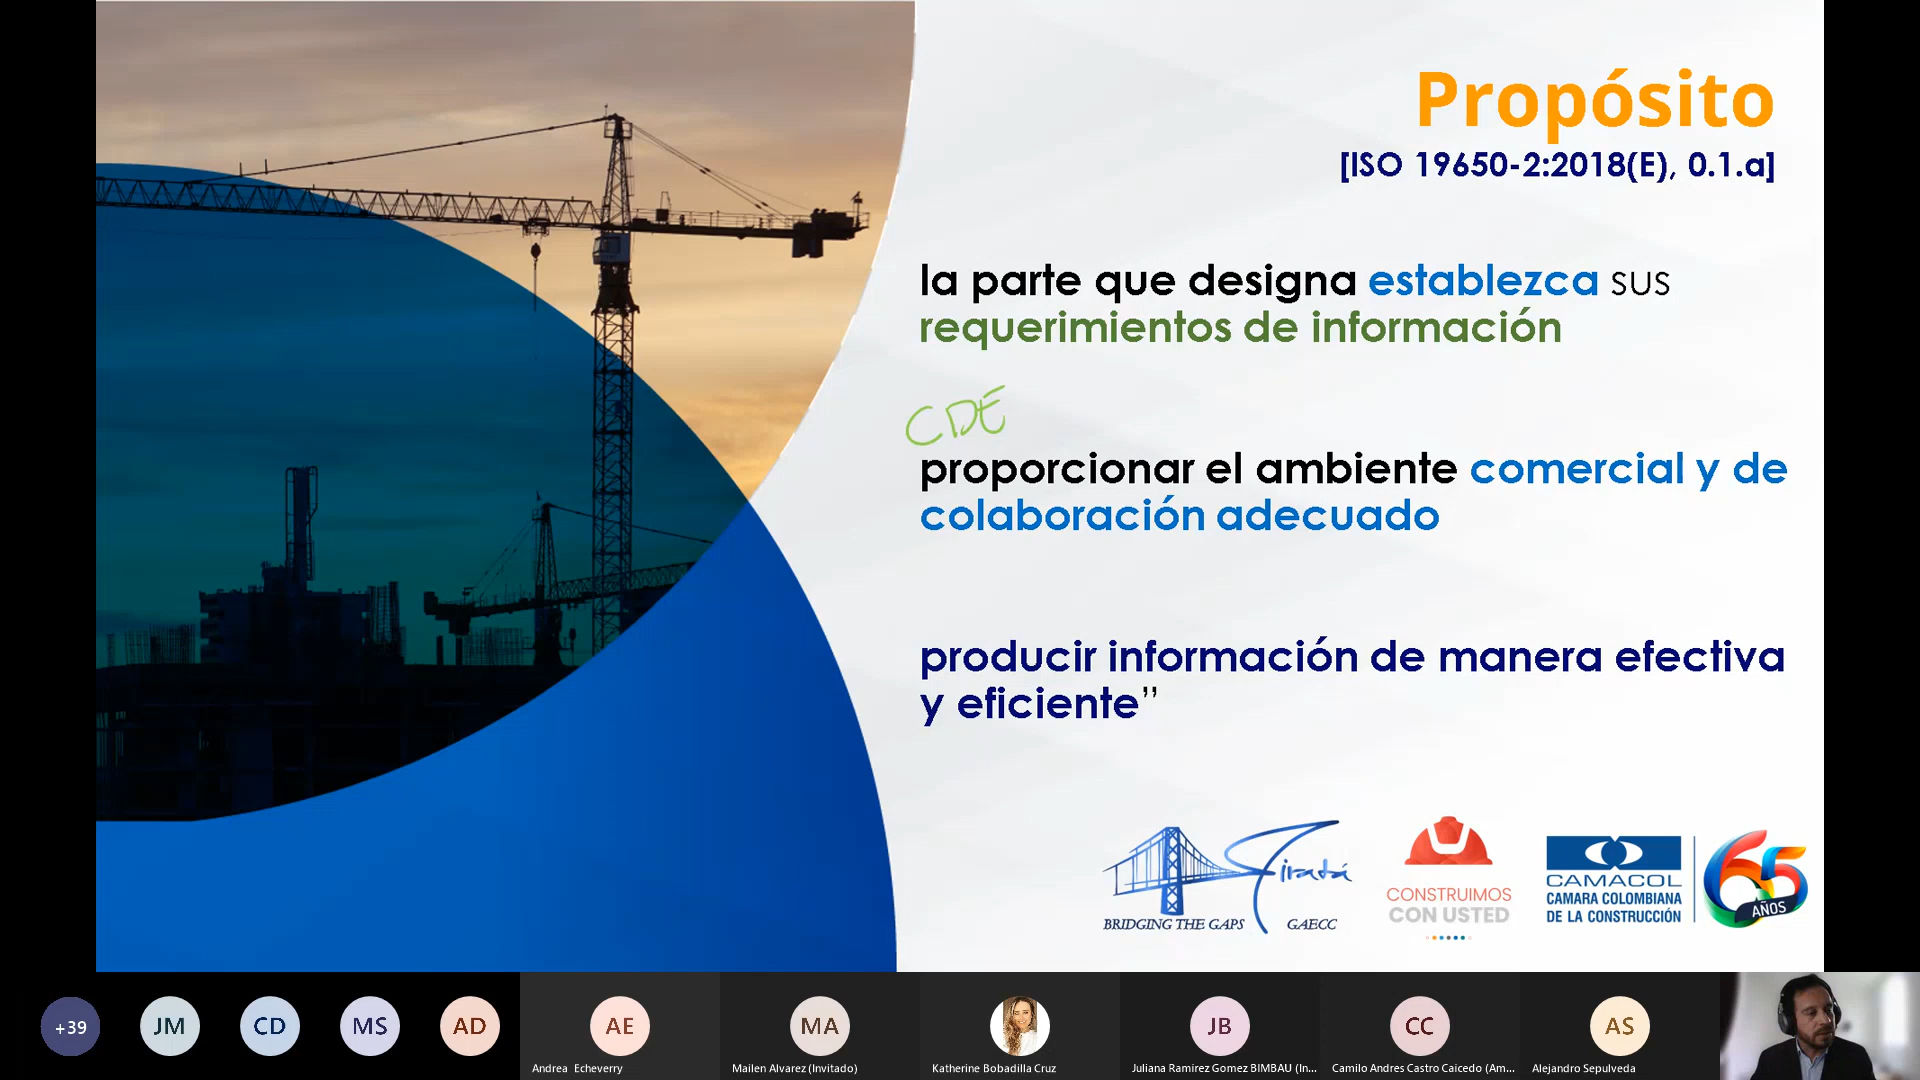 Propósito
[ISO 19650-2:2018(E), 0.1.a]
la parte que designa establezca sus
requerimientos de información
CDE
proporcionar el ambiente comercial y de
colaboración adecuado
producir información de manera efectiva
y eficiente”
Tiratá
BRIDGING THE GAPS GAECC
CONSTRUIMOS
CON USTED
CAMACOL
CAMARA COLOMBIANA
DE LA CONSTRUCCIÓN
65
AÑOS
+39
JM
CD
MS
AD
AE
Andrea Echeverry
MA
Mailen Alvarez (Invitado)
Katherine Bobadilla Cruz
JB
Juliana Ramirez Gomez BIMBAU (In...
CC
Camilo Andres Castro Caicedo (Am...
AS
Alejandro Sepulveda